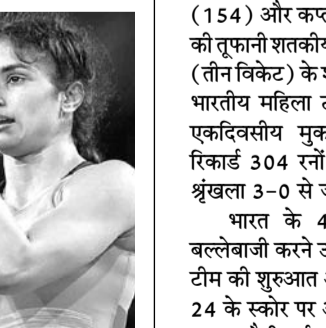 (154) और कप्त
की तूफानी शतकीय
(तीन विकेट) के
भारतीय महिला
एकदिवसीय मुक
रिकार्ड 304 रनों
श्रृंखला 3-0 से
भारत के 4
बल्लेबाजी करने
टीम की शुरुआत
24 के स्कोर पर